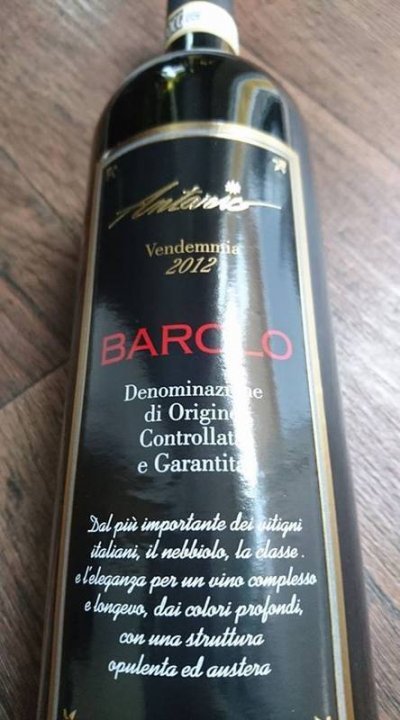 Antario
Vendemmia
2012
BAROLO
Denominazione
di Origine
Controllata
e Garantita
Dal più importante dei vitigni
italiani, il nebbiolo, la classe
e l'eleganza per un vino complesso
e longevo, dai colori profondi,
con una struttura
opulenta ed austera